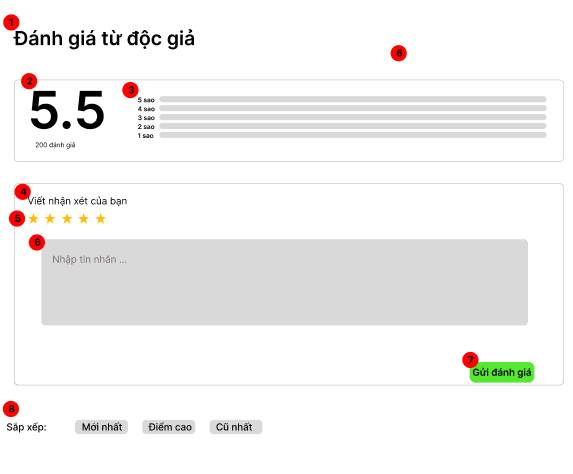 1
Đánh giá từ độc giả
6
2
5.5
200 đánh giá
3
5 sao
4 sao
3 sao
2 sao
1 sao
4
Viết nhận xét của bạn
5
6
Nhập tin nhăn ...
7
Gửi đánh giá
8
Sắp xếp: Mới nhất Điểm cao Cũ nhất